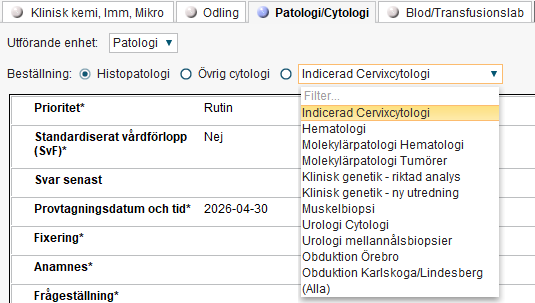 Klinisk kemi, Imm, Mikro Odling Patologi/Cytologi Blod/Transfusionslab
Utförande enhet: Patologi
Beställning: Histopatologi Övrig cytologi Indicerad Cervixcytologi
Filter...
Prioritet* Rutin Indicerad Cervixcytologi
Hematologi
Standardiserat vårdförlopp (SvF)* Nej
Molekylärpatologi Hematologi
Molekylärpatologi Tumörer
Svar senast
Klinisk genetik - riktad analys
Klinisk genetik - ny utredning
Provtagningsdatum och tid* 2026-04-30
Muskelbiopsi
Urologi Cytologi
Fixering*
Urologi mellannålsbiopsier
Obduktion Örebro
Anamnes*
Obduktion Karlskoga/Lindesberg
Frågeställning*
(Alla)